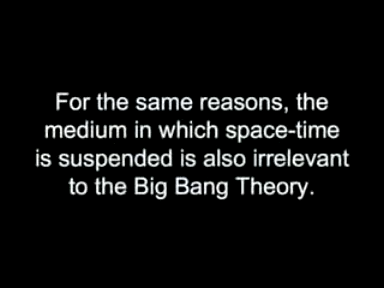 For the same reasons, the
medium in which space-time
is suspended is also irrelevant
to the Big Bang Theory.